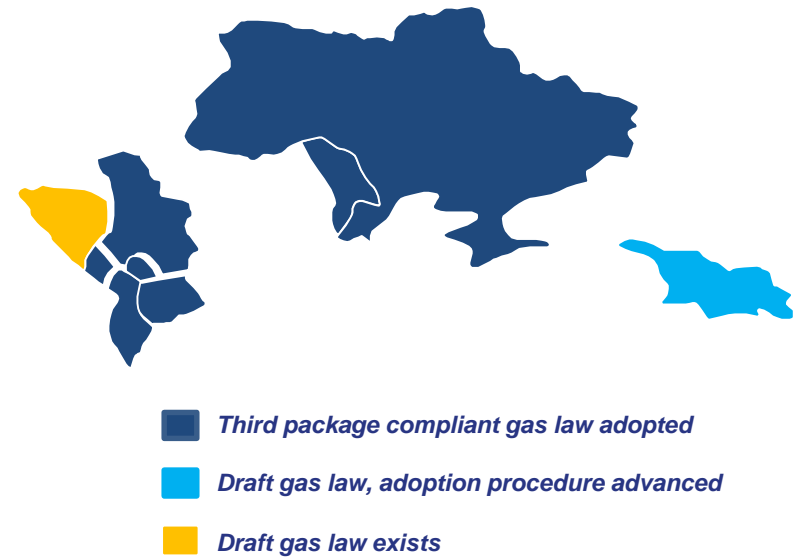 Third package compliant gas law adopted
Draft gas law, adoption procedure advanced
Draft gas law exists